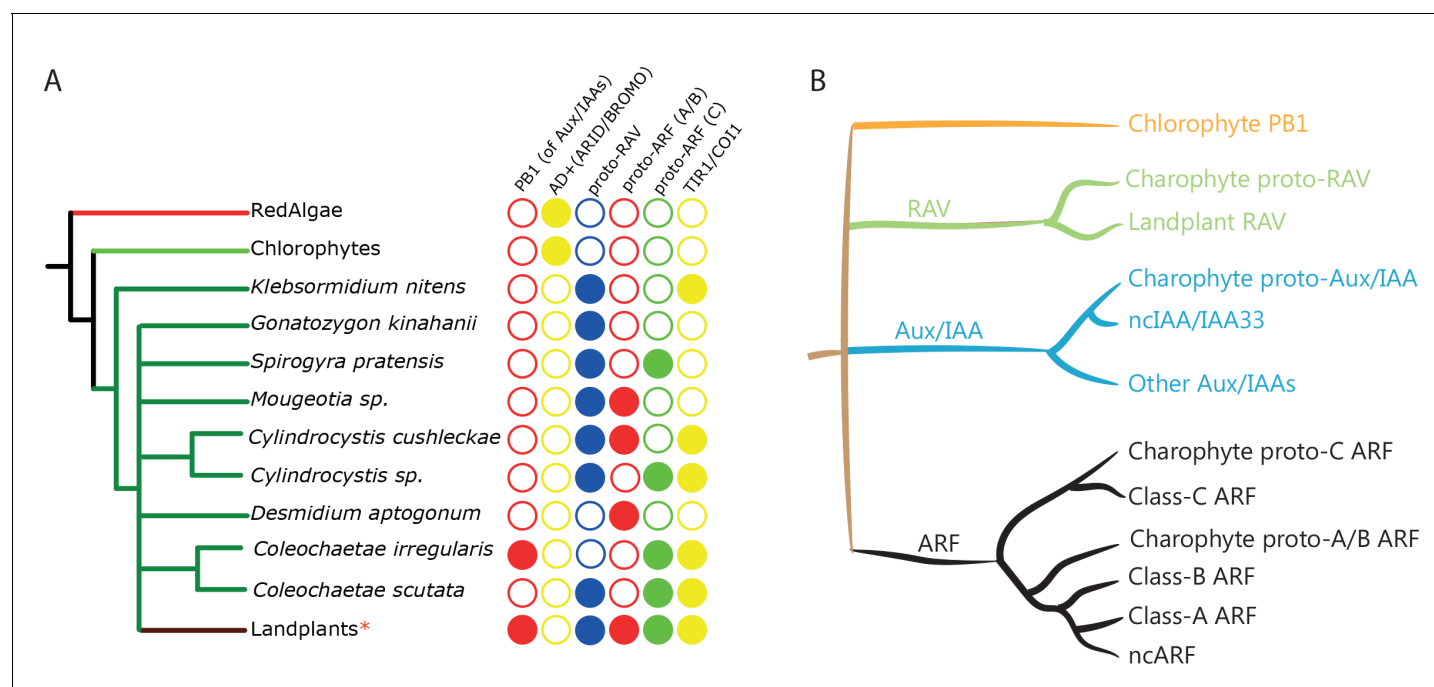 A
B
PB1 (of Aux/IAAs)
AD+(ARID/BROMO)
proto-RAV
proto-ARF (A/B)
proto-ARF (C)
TIR1/COI1
RedAlgae
Chlorophytes
Klebsormidium nitens
Gonatozygon kinahanii
Spirogyra pratensis
Mougeotia sp.
Cylindrocystis cushleckae
Cylindrocystis sp.
Desmidium aptogonum
Coleochaetae irregularis
Coleochaete scutata
Landplants*
Chlorophyte PB1
RAV
Charophyte proto-RAV
Landplant RAV
Aux/IAA
Charophyte proto-Aux/IAA
ncIAA/IAA33
Other Aux/IAAs
ARF
Charophyte proto-C ARF
Class-C ARF
Charophyte proto-A/B ARF
Class-B ARF
Class-A ARF
ncARF